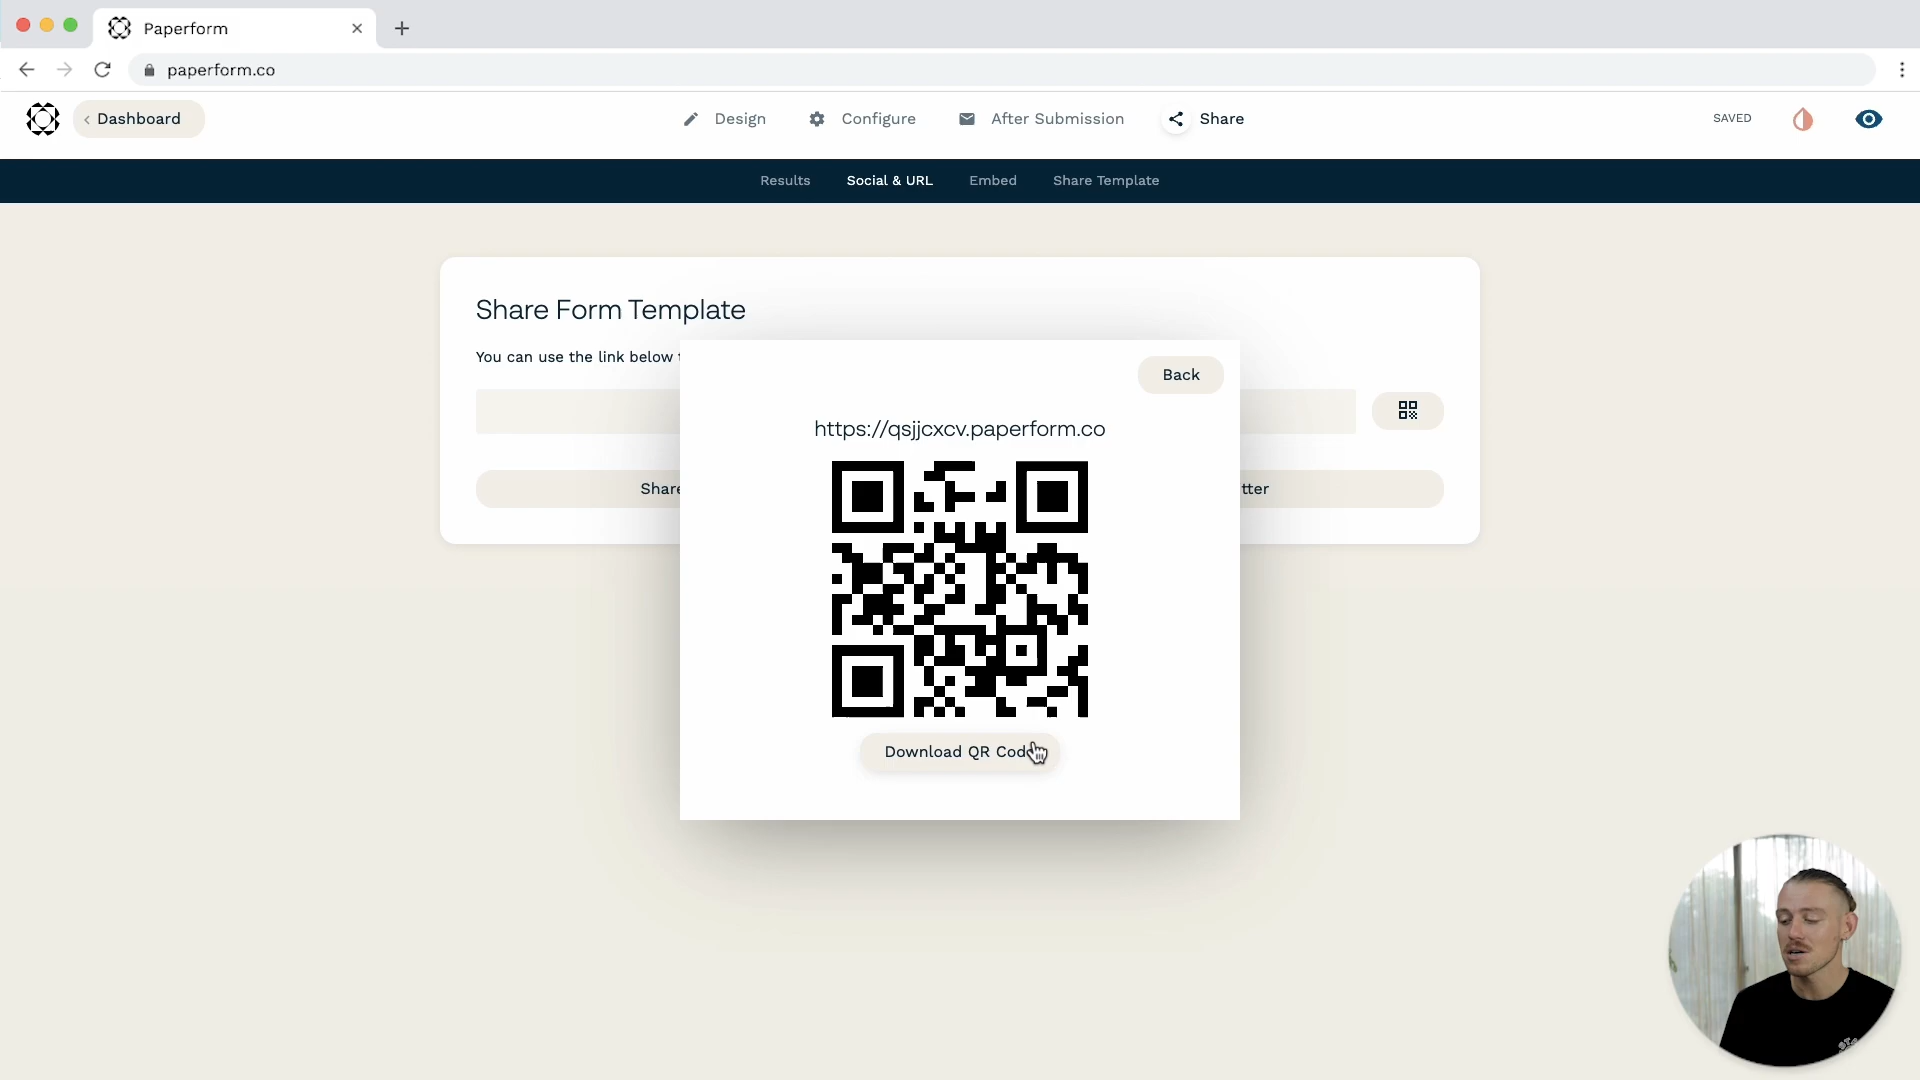 Paperform
paperform.co
Dashboard
Design
Configure
After Submission
Share
SAVED
Results
Social & URL
Embed
Share Template
Share Form Template
You can use the link below
Back
https://qsjjcxcv.paperform.co
Share
tter
Download QR Cod